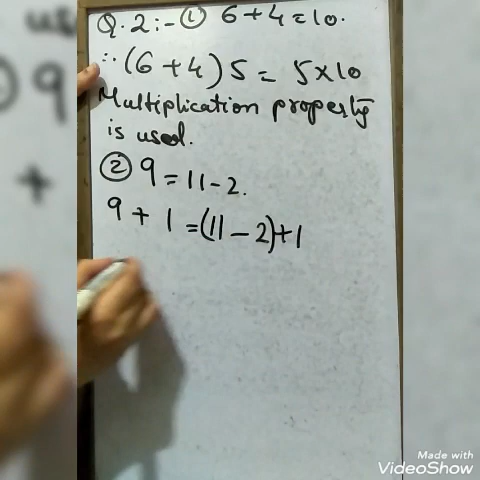 Q.2:- ① 6+4=10.
∴ (6+4)5 = 5×10
Multiplication property
is used.
② 9=11-2.
9+1=(11-2)+1
Made with
VideoShow